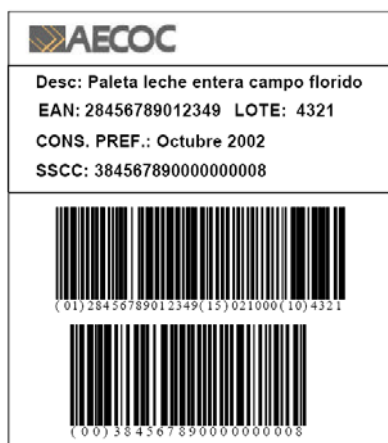 AECOC
Desc: Paleta leche entera campo florido
EAN: 28456789012349 LOTE: 4321
CONS. PREF.: Octubre 2002
SSCC: 384567890000000008
(01)28456789012349(15)021000(10)4321
(00)384567890000000008